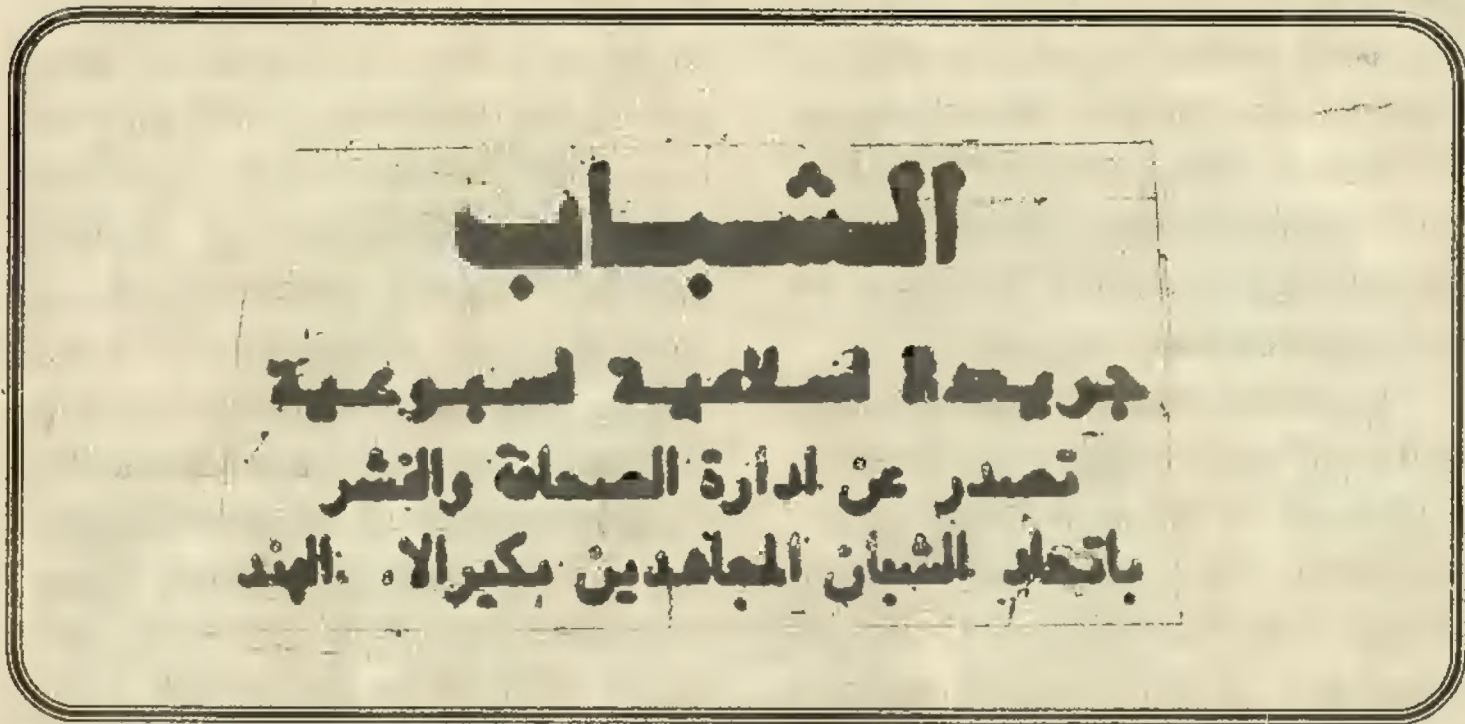 الشباب
جريدة اسلامية اسبوعية
تصدر عن ادارة الصحافة والنشر
باتحاد الشبان المجاهدين بكيرالا . الهند